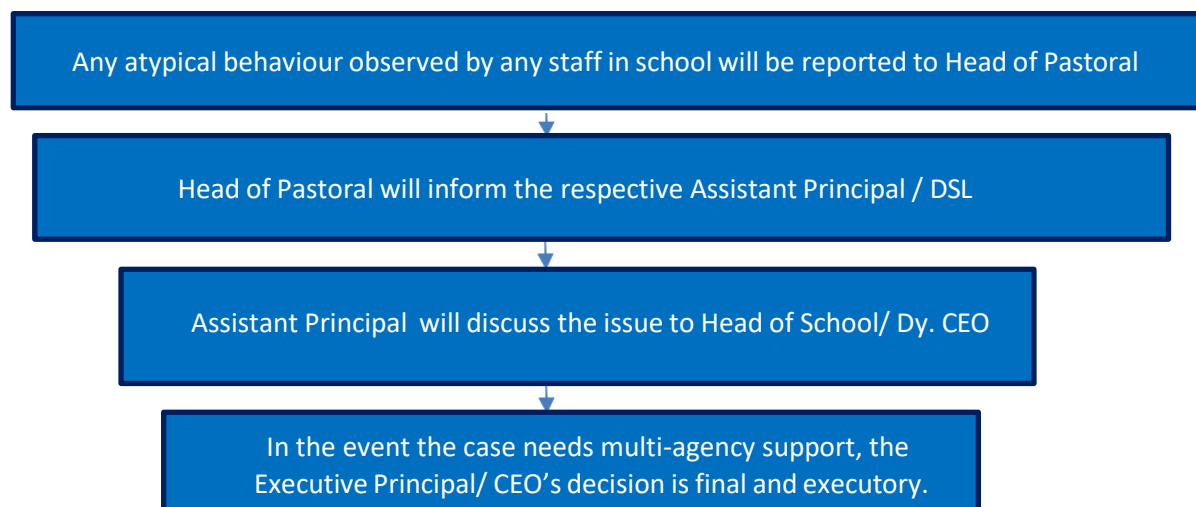 Any atypical behaviour observed by any staff in school will be reported to Head of Pastoral
Head of Pastoral will inform the respective Assistant Principal / DSL
Assistant Principal  will discuss the issue to Head of School/ Dy. CEO
In the event the case needs multi-agency support, the
Executive Principal/ CEO’s decision is final and executory.